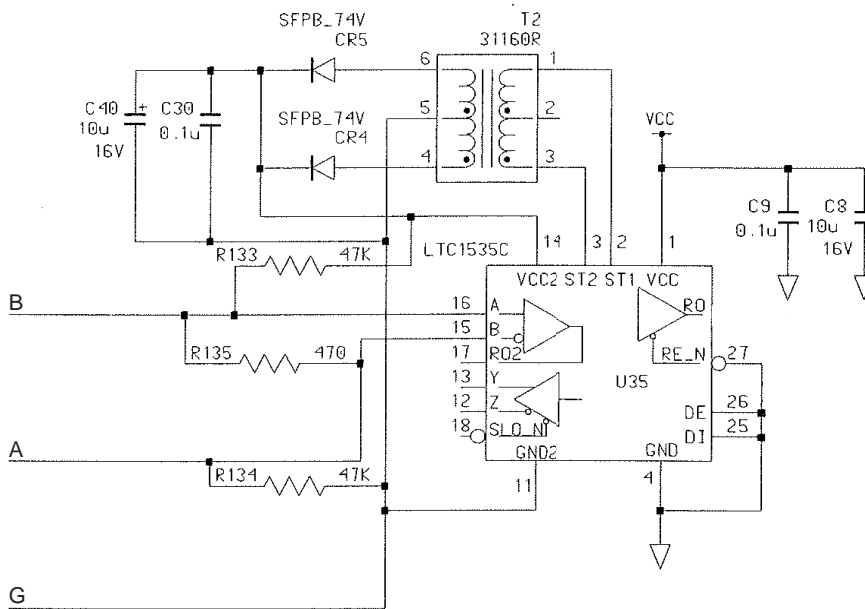 SFPB_74V
CR5
T2
31160R
6
1
C40
+
10u
16V
C30
0.1u
SFPB_74V
CR4
5
2
4
3
VCC
C9
0.1u
C8
10u
16V
R133
47K
LTC1535C
14
3
2
1
VCC2
ST2
ST1
VCC
B
16
A
RO
15
B
R135
470
17
RO2
RE_N
27
13
Y
U35
12
Z
DE
26
18
SLO_N
DI
25
A
GND2
GND
R134
47K
11
4
G